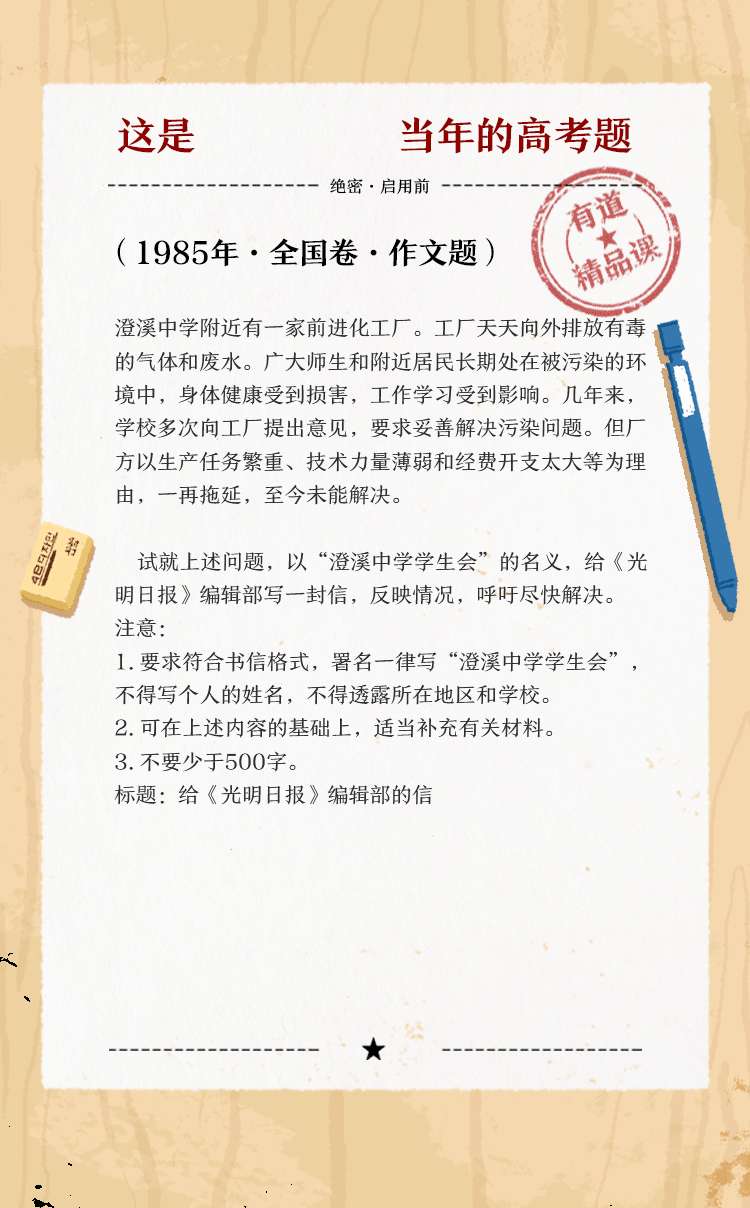 这是 当年的高考题
绝密·启用前
有道
精品课
（1985年·全国卷·作文题）
澄溪中学附近有一家前进化工厂。工厂天天向外排放有毒
的气体和废水。广大师生和附近居民长期处在被污染的环
境中，身体健康受到损害，工作学习受到影响。几年来，
学校多次向工厂提出意见，要求妥善解决污染问题。但厂
方以生产任务繁重、技术力量薄弱和经费开支太大等为理
由，一再拖延，至今未能解决。
试就上述问题，以“澄溪中学学生会”的名义，给《光
明日报》编辑部写一封信，反映情况，呼吁尽快解决。
注意：
1. 要求符合书信格式，署名一律写“澄溪中学学生会”，
不得写个人的姓名，不得透露所在地区和学校。
2. 可在上述内容的基础上，适当补充有关材料。
3. 不要少于500字。
标题：给《光明日报》编辑部的信